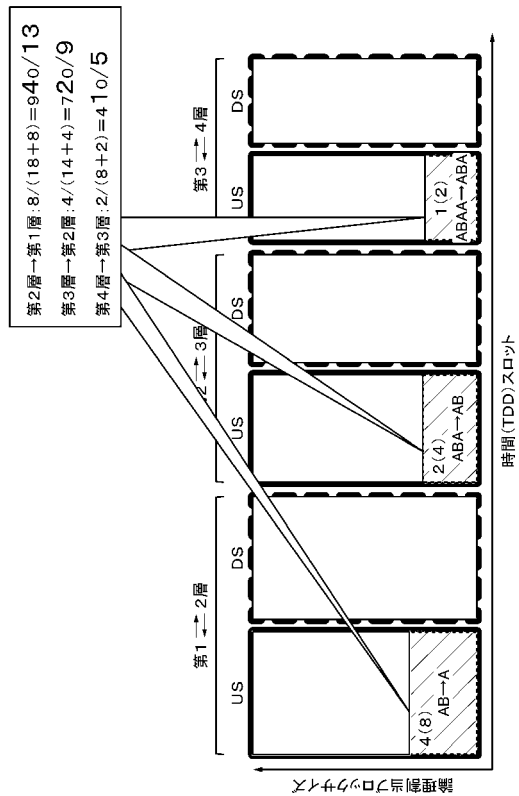 第2層→第1層:8/(18+8)=940/13
第3層→第2層:4/(14+4)=720/9
第4層→第3層:2/(8+2)=410/5
第1 2層
2 3層
第3 4層
US
DS
US
DS
US
DS
4(8)
AB→A
2(4)
ABA→AB
1(2)
ABAA→ABA
論理割当ブロックサイズ
時間(TDD)スロット